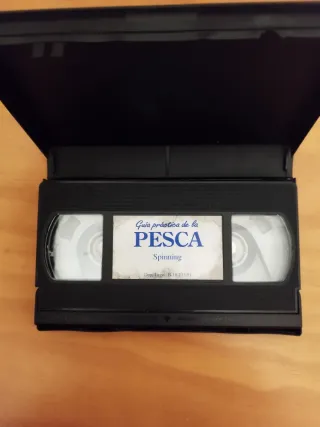 Guía práctica de la
PESCA
Spinning